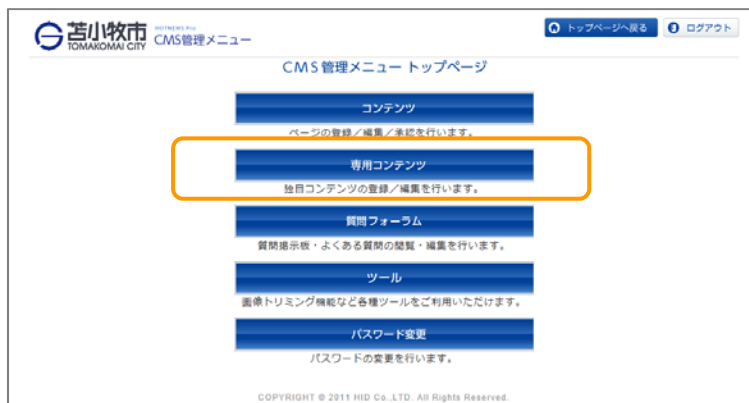 苫小牧市
TOMAKOMAI CITY
HOTNEWS Pro
CMS管理メニュー
トップページへ戻る
ログアウト
CMS管理メニュー トップページ
コンテンツ
ページの登録／編集／承認を行います。
専用コンテンツ
独自コンテンツの登録／編集を行います。
質問フォーラム
質問掲示板・よくある質問の閲覧・編集を行います。
ツール
画像トリミング機能など各種ツールをご利用いただけます。
パスワード変更
パスワードの変更を行います。
COPYRIGHT © 2011 HID Co.,LTD. All Rights Reserved.